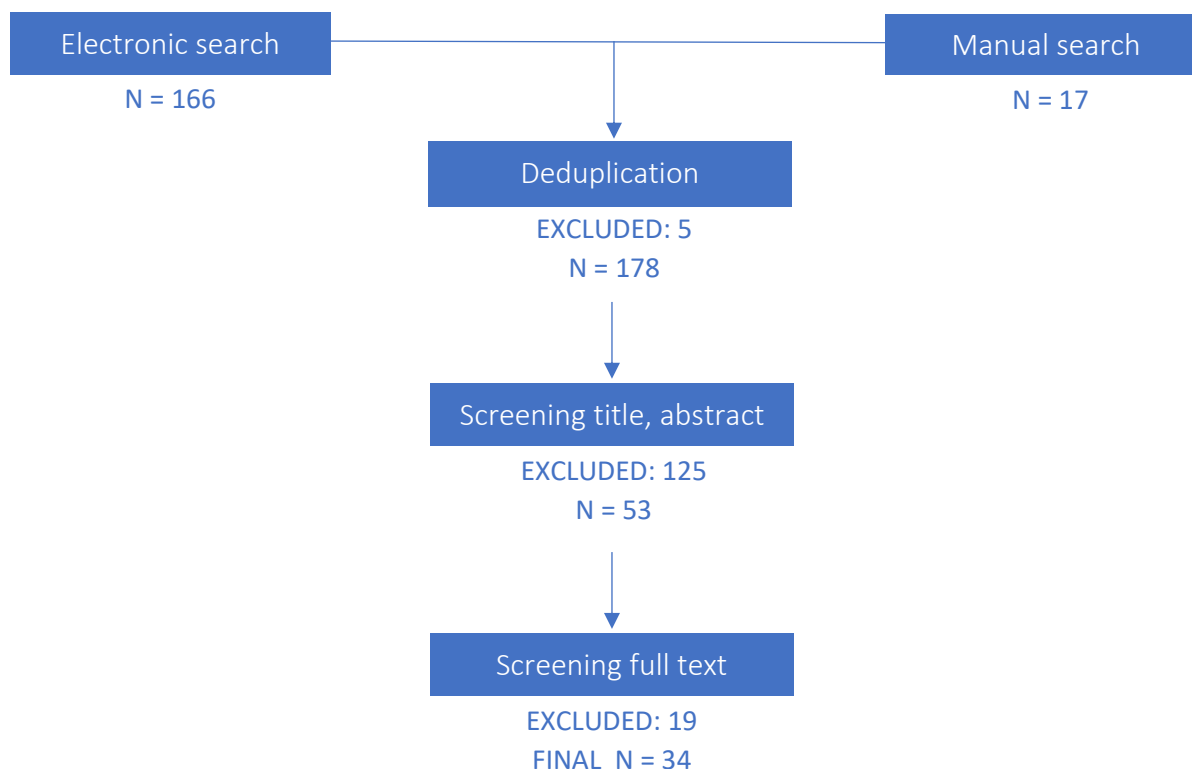 Electronic search
N = 166
Manual search
N = 17
Deduplication
EXCLUDED: 5
N = 178
Screening title, abstract
EXCLUDED: 125
N = 53
Screening full text
EXCLUDED: 19
FINAL N = 34